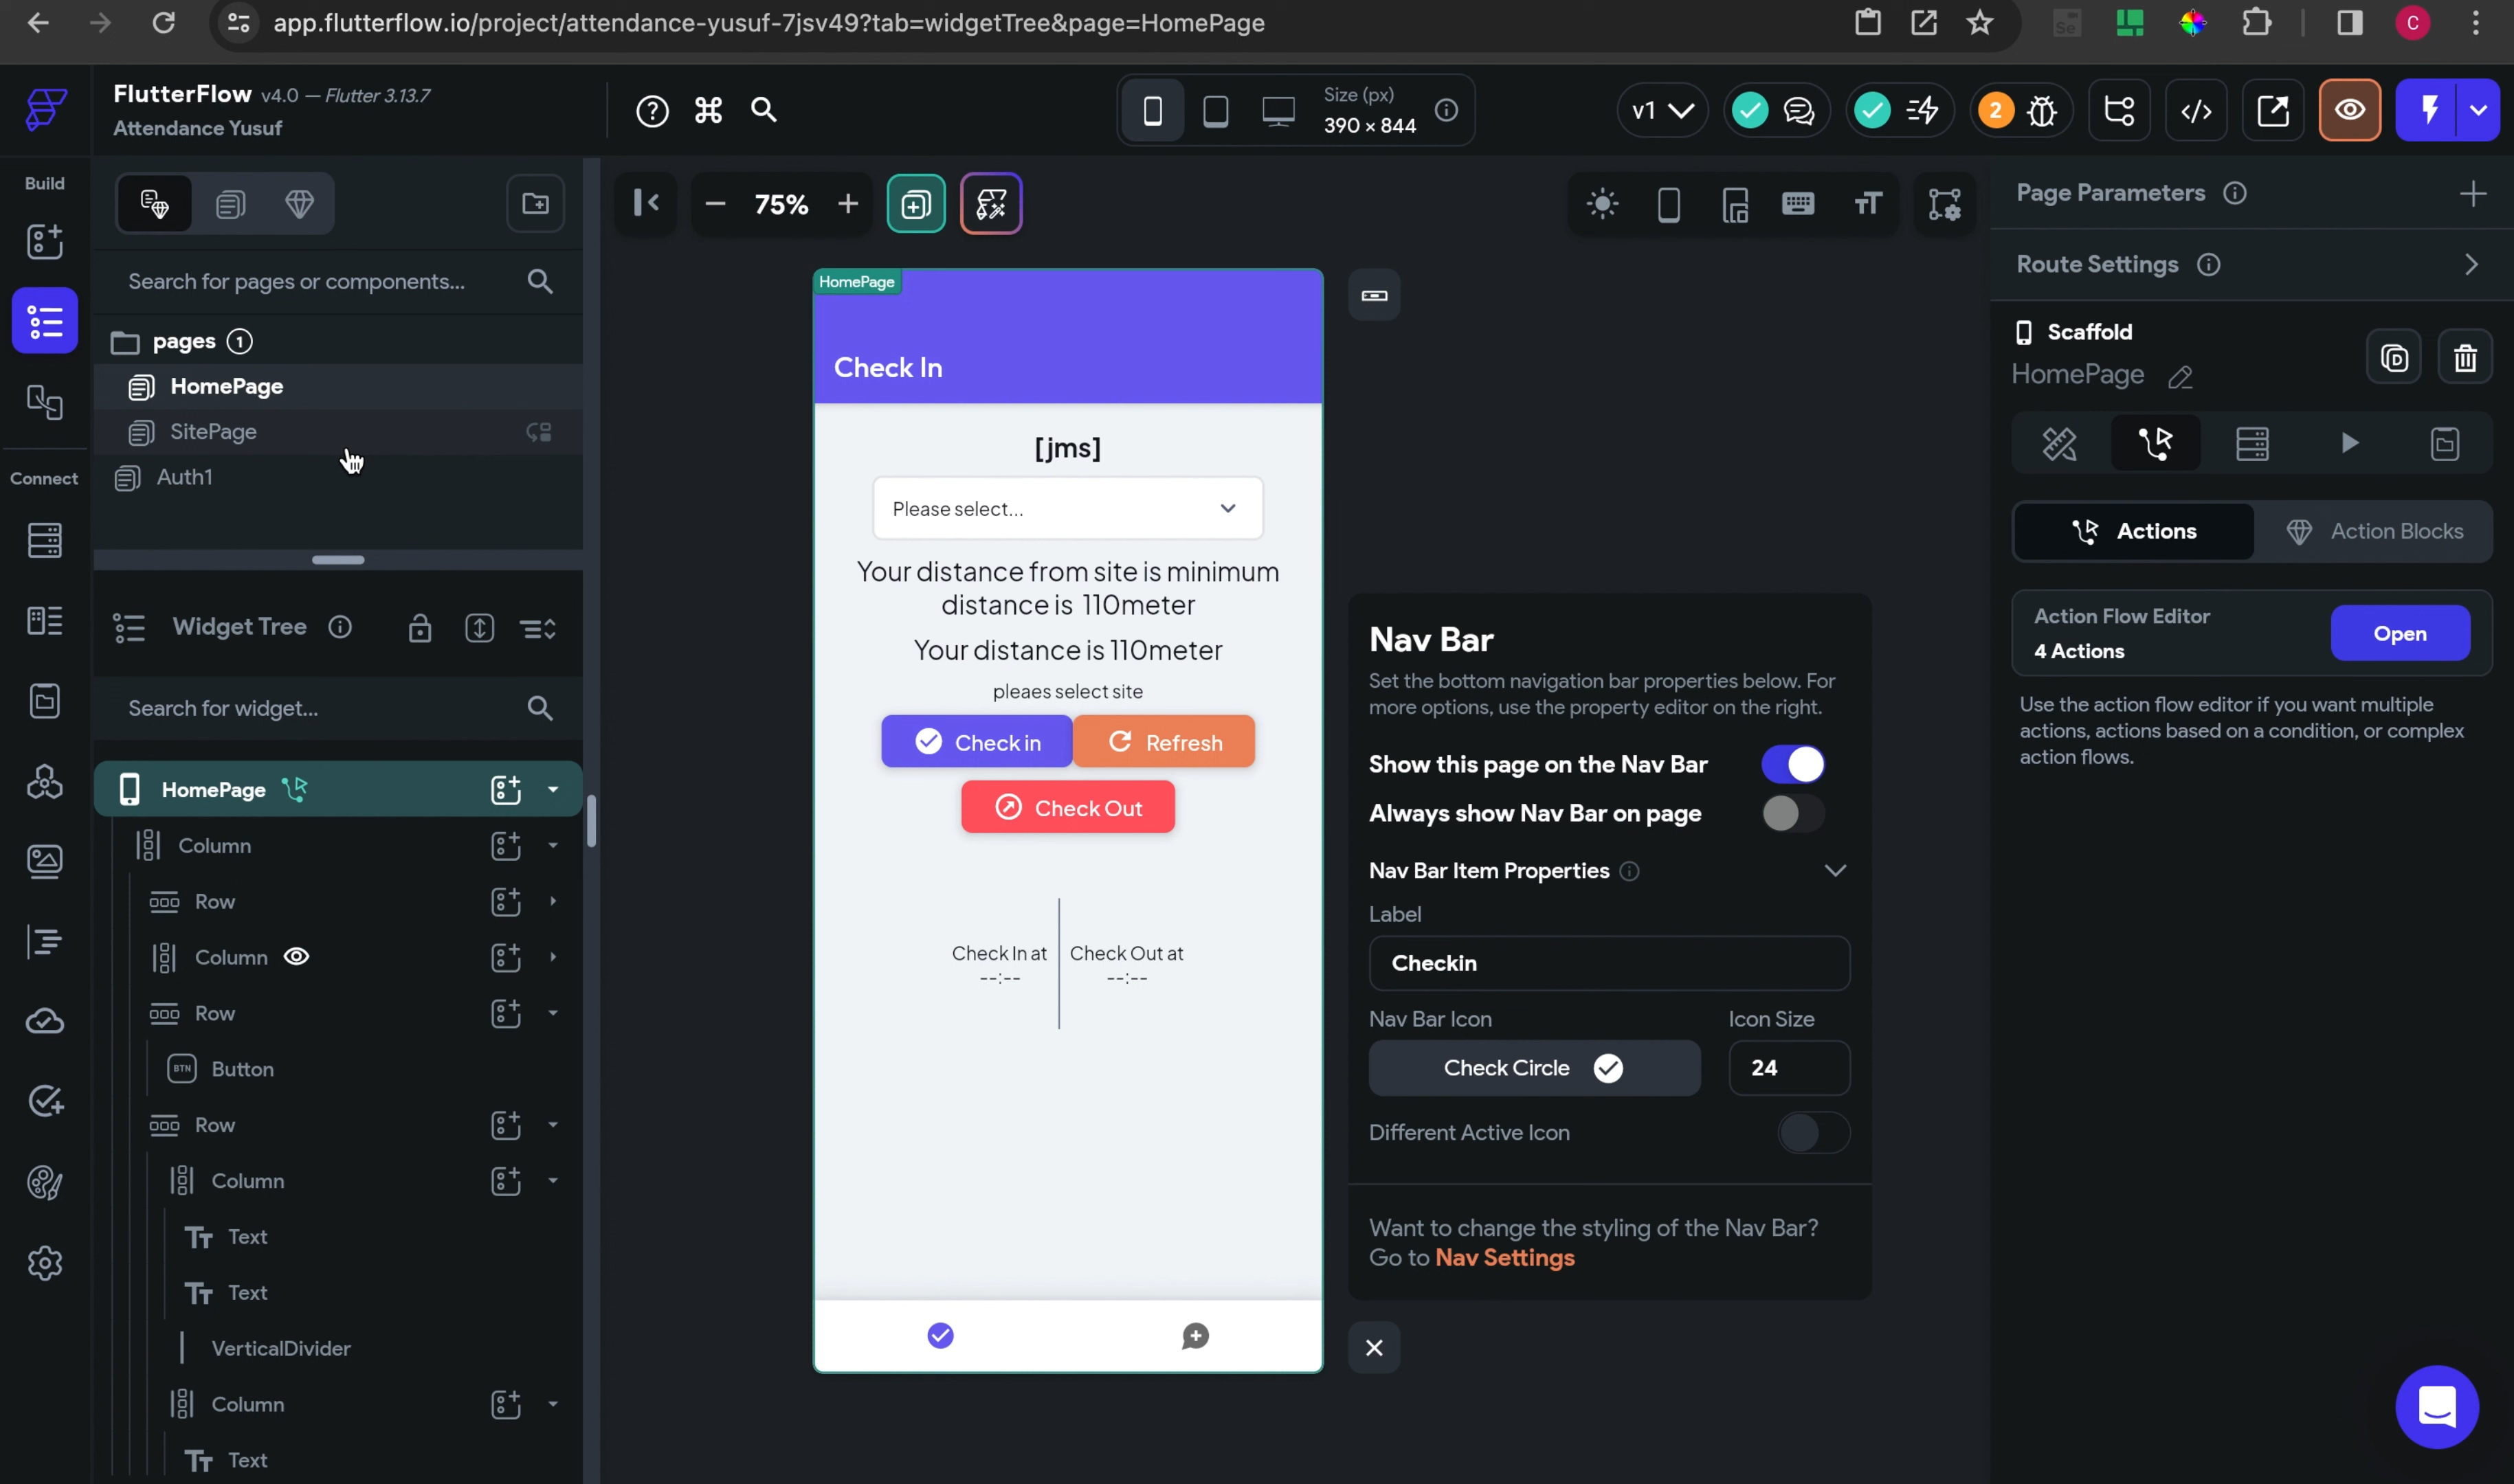 app.flutterflow.io/project/attendance-yusuf-7jsv49?tab=widgetTree&page=HomePage
C
FlutterFlow v4.0 — Flutter 3.13.7
Attendance Yusuf
Size (px)
390 × 844
v1
2
Build
75%
Page Parameters
Search for pages or components...
Route Settings
pages 1
HomePage
SitePage
Auth1
Connect
Widget Tree
Search for widget...
HomePage
Column
Row
Column
Row
BTN Button
Row
Column
Tт Text
Tт Text
VerticalDivider
Column
Tт Text
HomePage
Check In
[jms]
Please select...
Your distance from site is minimum
distance is 110meter
Your distance is 110meter
pleaes select site
Check in
Refresh
Check Out
Check In at
--:--
Check Out at
--:--
Nav Bar
Set the bottom navigation bar properties below. For
more options, use the property editor on the right.
Show this page on the Nav Bar
Always show Nav Bar on page
Nav Bar Item Properties
Label
Checkin
Nav Bar Icon
Icon Size
Check Circle
24
Different Active Icon
Want to change the styling of the Nav Bar?
Go to Nav Settings
Scaffold
HomePage
Actions
Action Blocks
Action Flow Editor
4 Actions
Open
Use the action flow editor if you want multiple
actions, actions based on a condition, or complex
action flows.